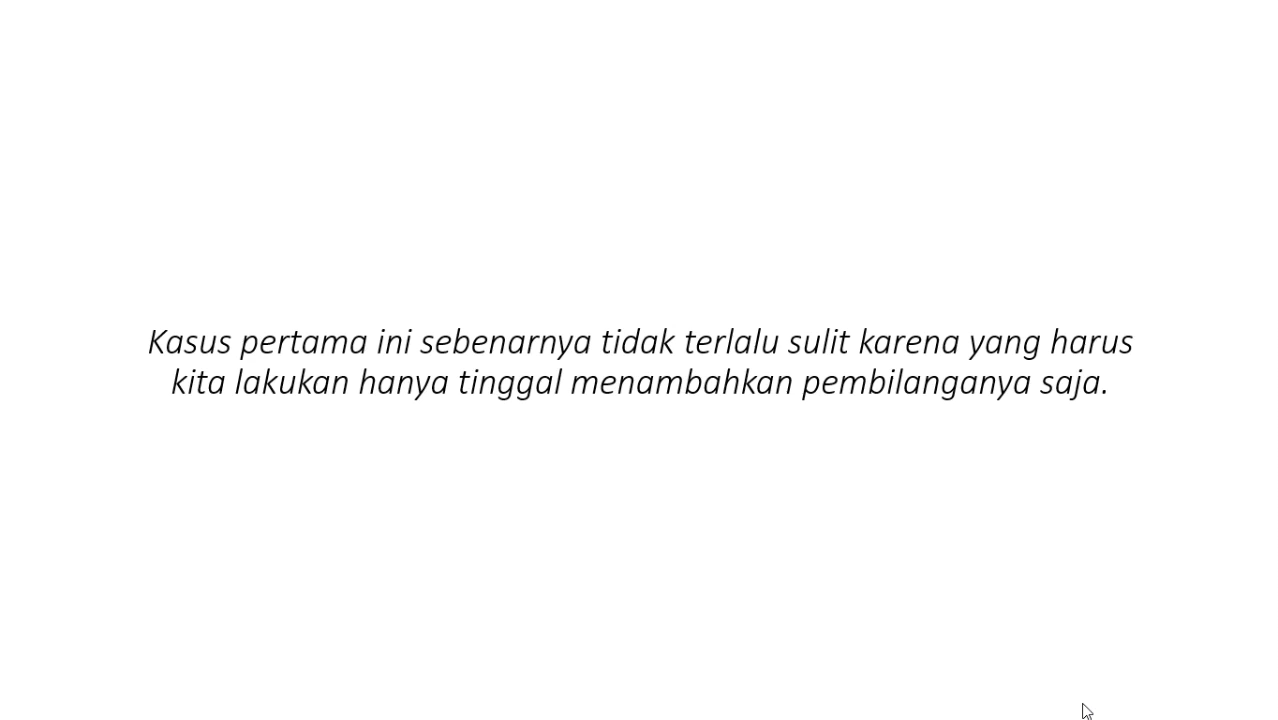 Kasus pertama ini sebenarnya tidak terlalu sulit karena yang harus
kita lakukan hanya tinggal menambahkan pembilanganya saja.